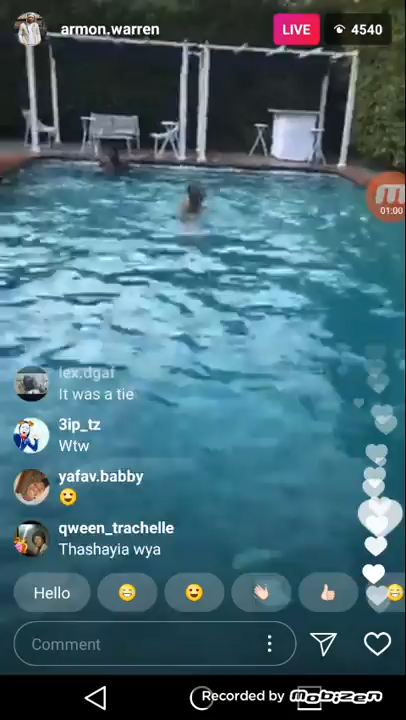 armon.warren
LIVE 4540
01:00
lex.dgaf
It was a tie
3ip_tz
Wtw
yafav.babby
qween_trachelle
Thashayia wya
Hello
Comment
Recorded by Mobizen